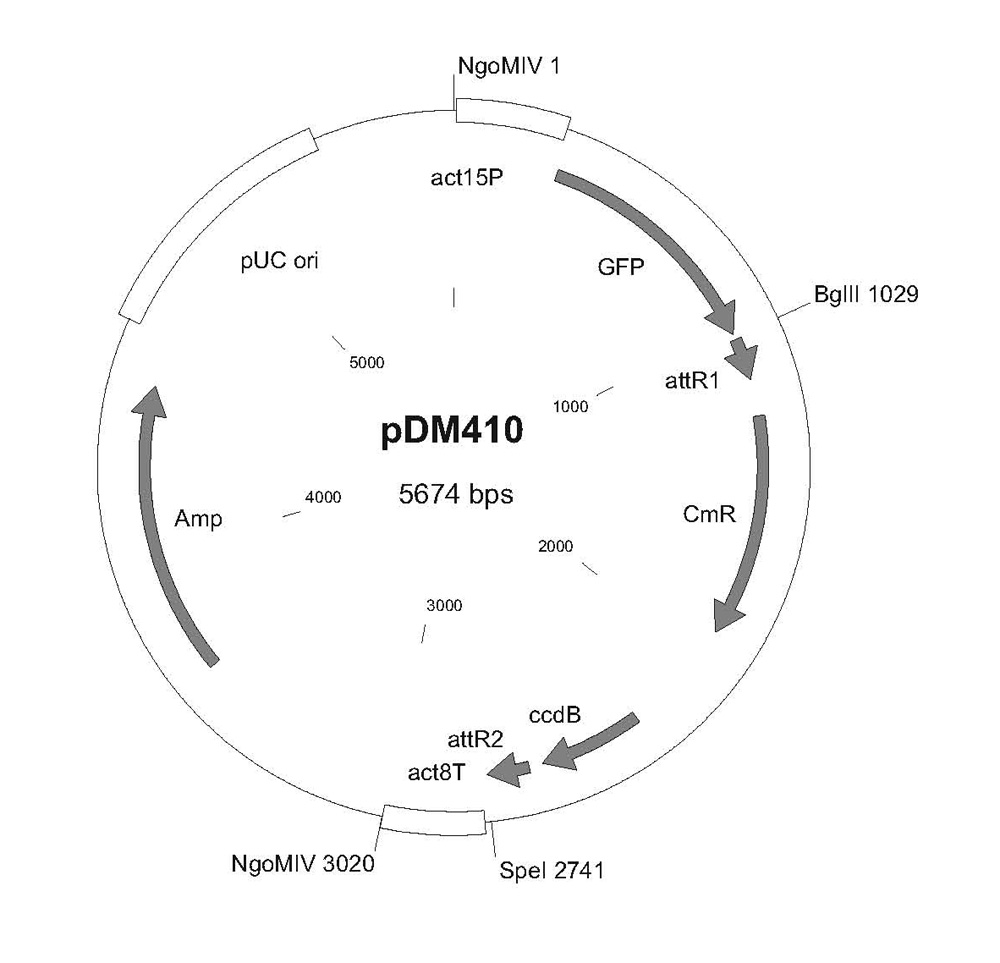 NgoMIV 1
act15P
pUC ori
GFP
BglII 1029
5000
attR1
1000
pDM410
5674 bps
4000
Amp
CmR
2000
3000
ccdB
attR2
act8T
NgoMIV 3020
SpeI 2741